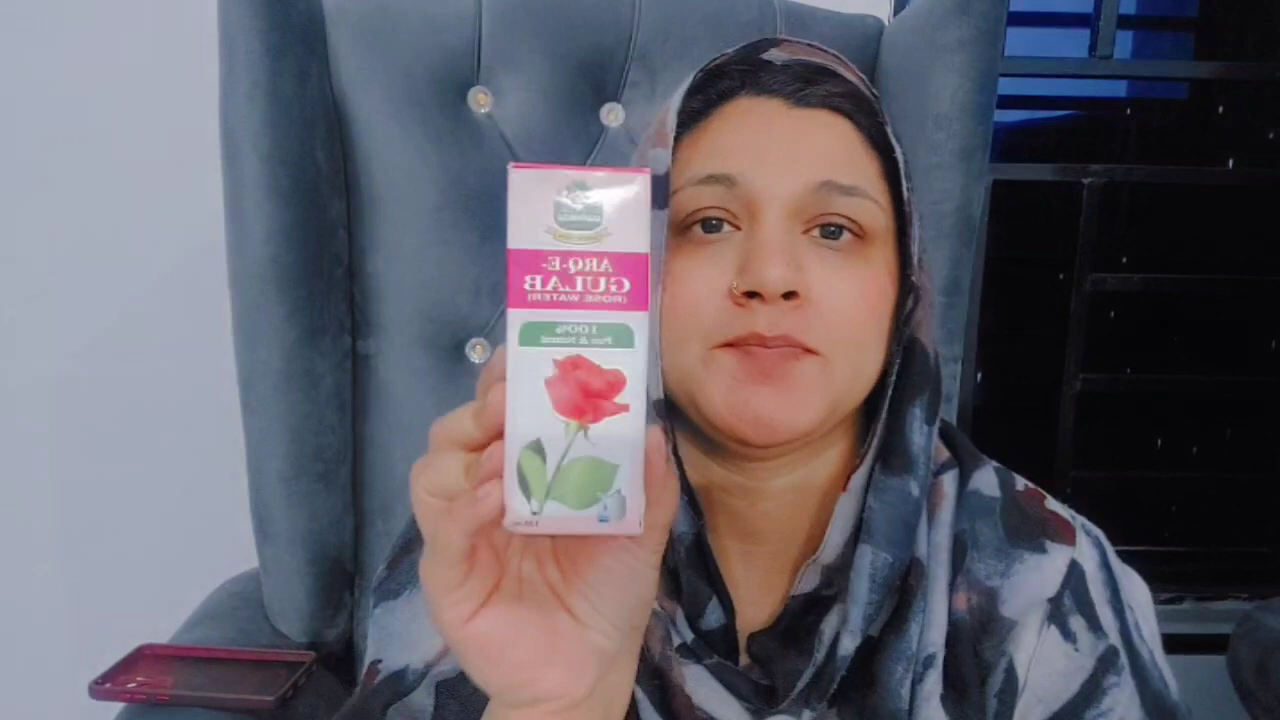 ARQ-E-
GULAB
(ROSE WATER)
100%
Pure & Natural